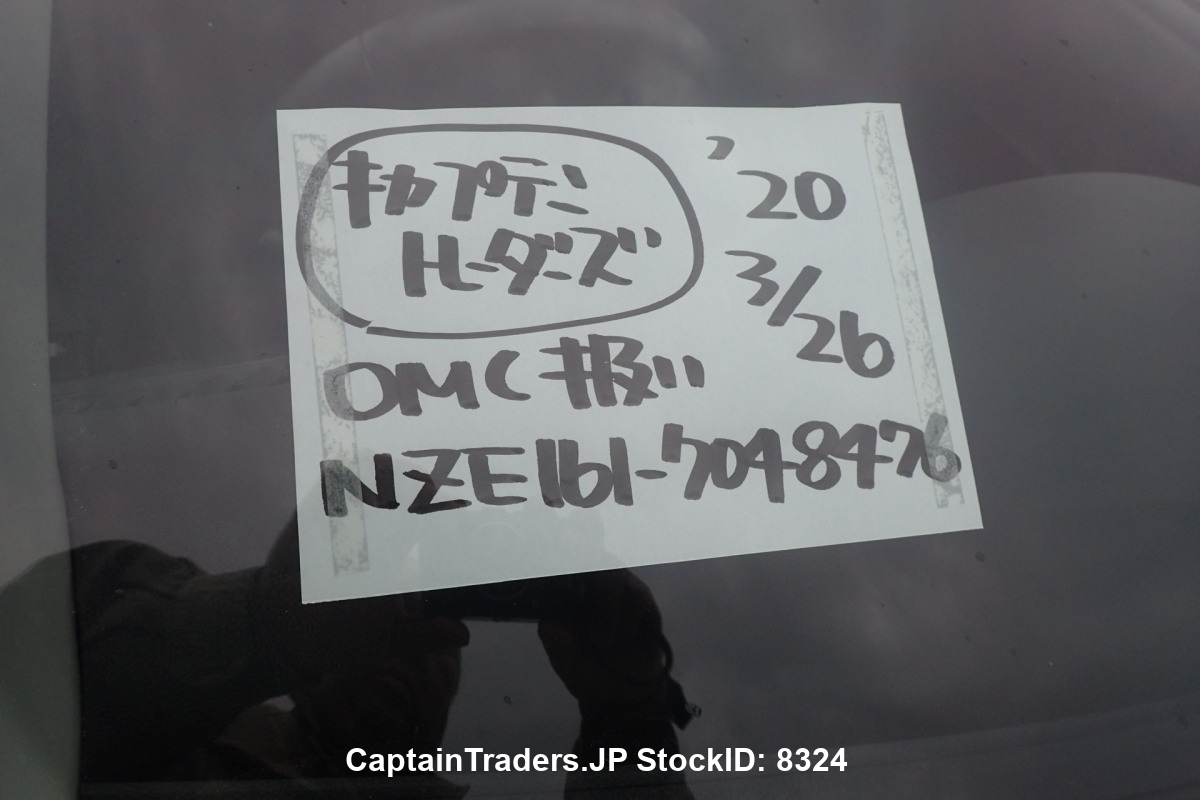 キャプテン
トレーダーズ
'20
3/26
OMC扱い
NZE161-7048476
CaptainTraders.JP StockID: 8324